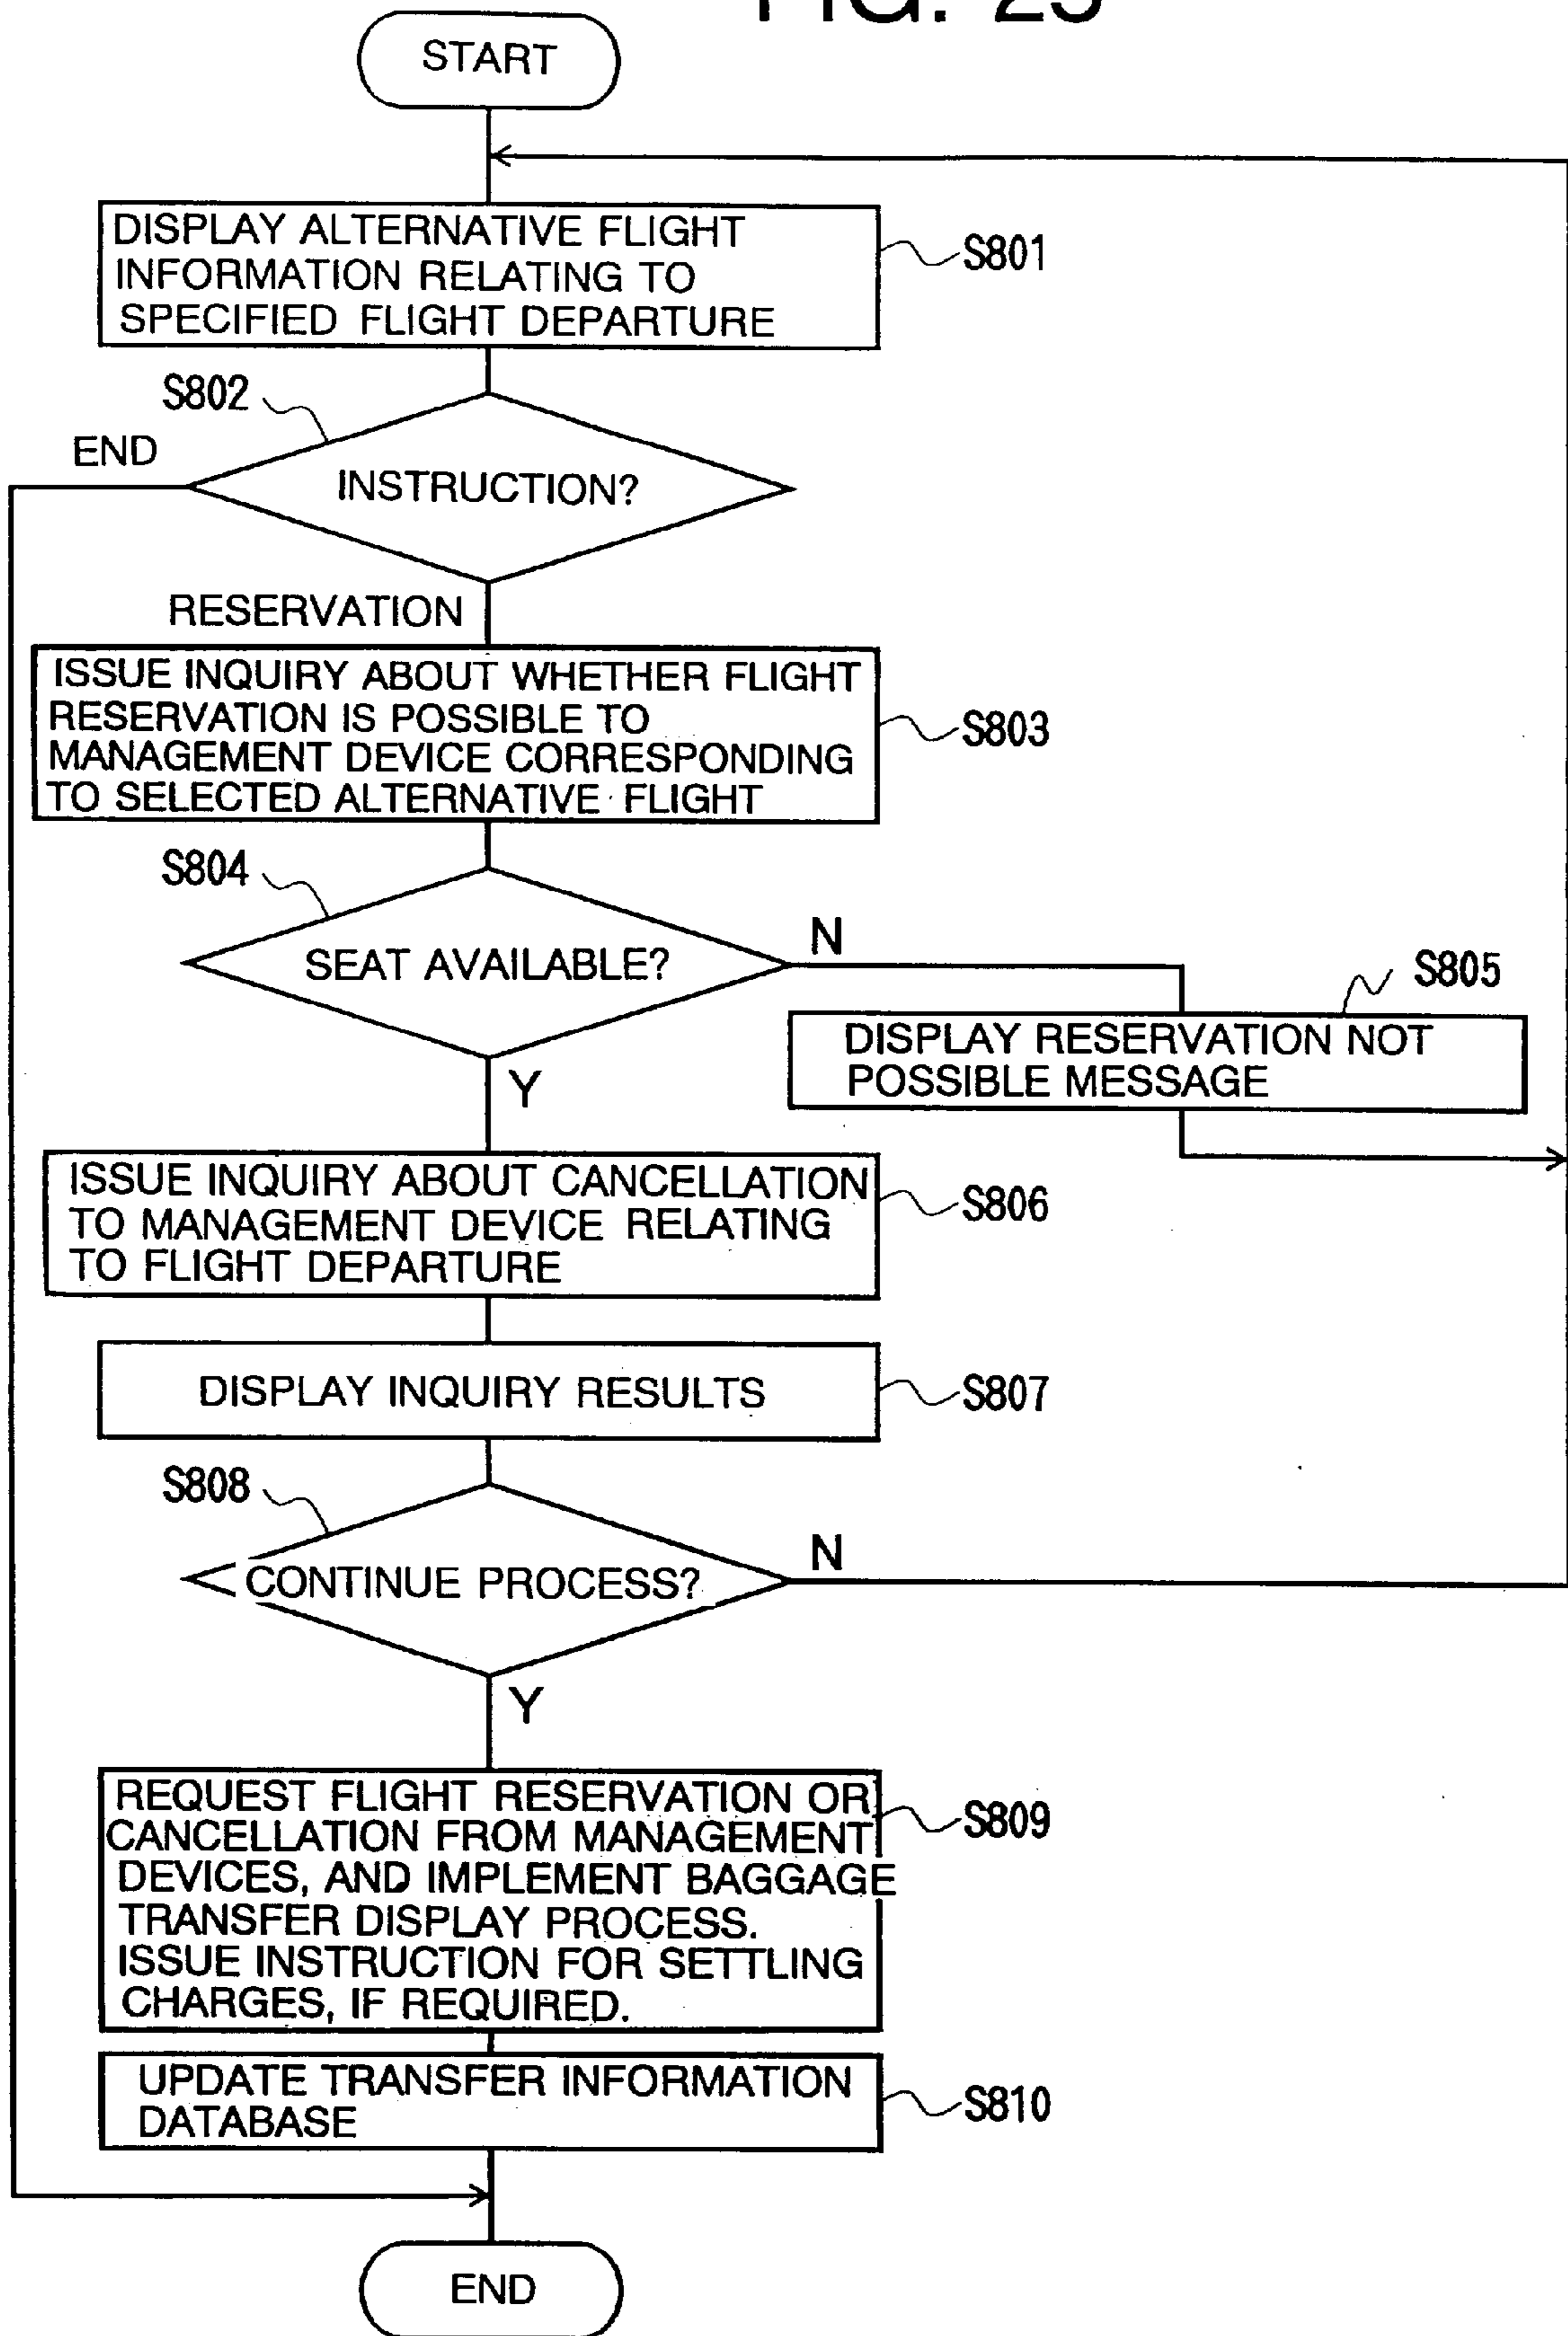 FIG. 25
START
DISPLAY ALTERNATIVE FLIGHT
INFORMATION RELATING TO
SPECIFIED FLIGHT DEPARTURE
S801
S802
END
INSTRUCTION?
RESERVATION
ISSUE INQUIRY ABOUT WHETHER FLIGHT
RESERVATION IS POSSIBLE TO
MANAGEMENT DEVICE CORRESPONDING
TO SELECTED ALTERNATIVE FLIGHT
S803
S804
SEAT AVAILABLE?
N
S805
DISPLAY RESERVATION NOT
POSSIBLE MESSAGE
Y
ISSUE INQUIRY ABOUT CANCELLATION
TO MANAGEMENT DEVICE RELATING
TO FLIGHT DEPARTURE
S806
DISPLAY INQUIRY RESULTS
S807
S808
CONTINUE PROCESS?
N
Y
REQUEST FLIGHT RESERVATION OR
CANCELLATION FROM MANAGEMENT
DEVICES, AND IMPLEMENT BAGGAGE
TRANSFER DISPLAY PROCESS.
ISSUE INSTRUCTION FOR SETTLING
CHARGES, IF REQUIRED.
S809
UPDATE TRANSFER INFORMATION
DATABASE
S810
END